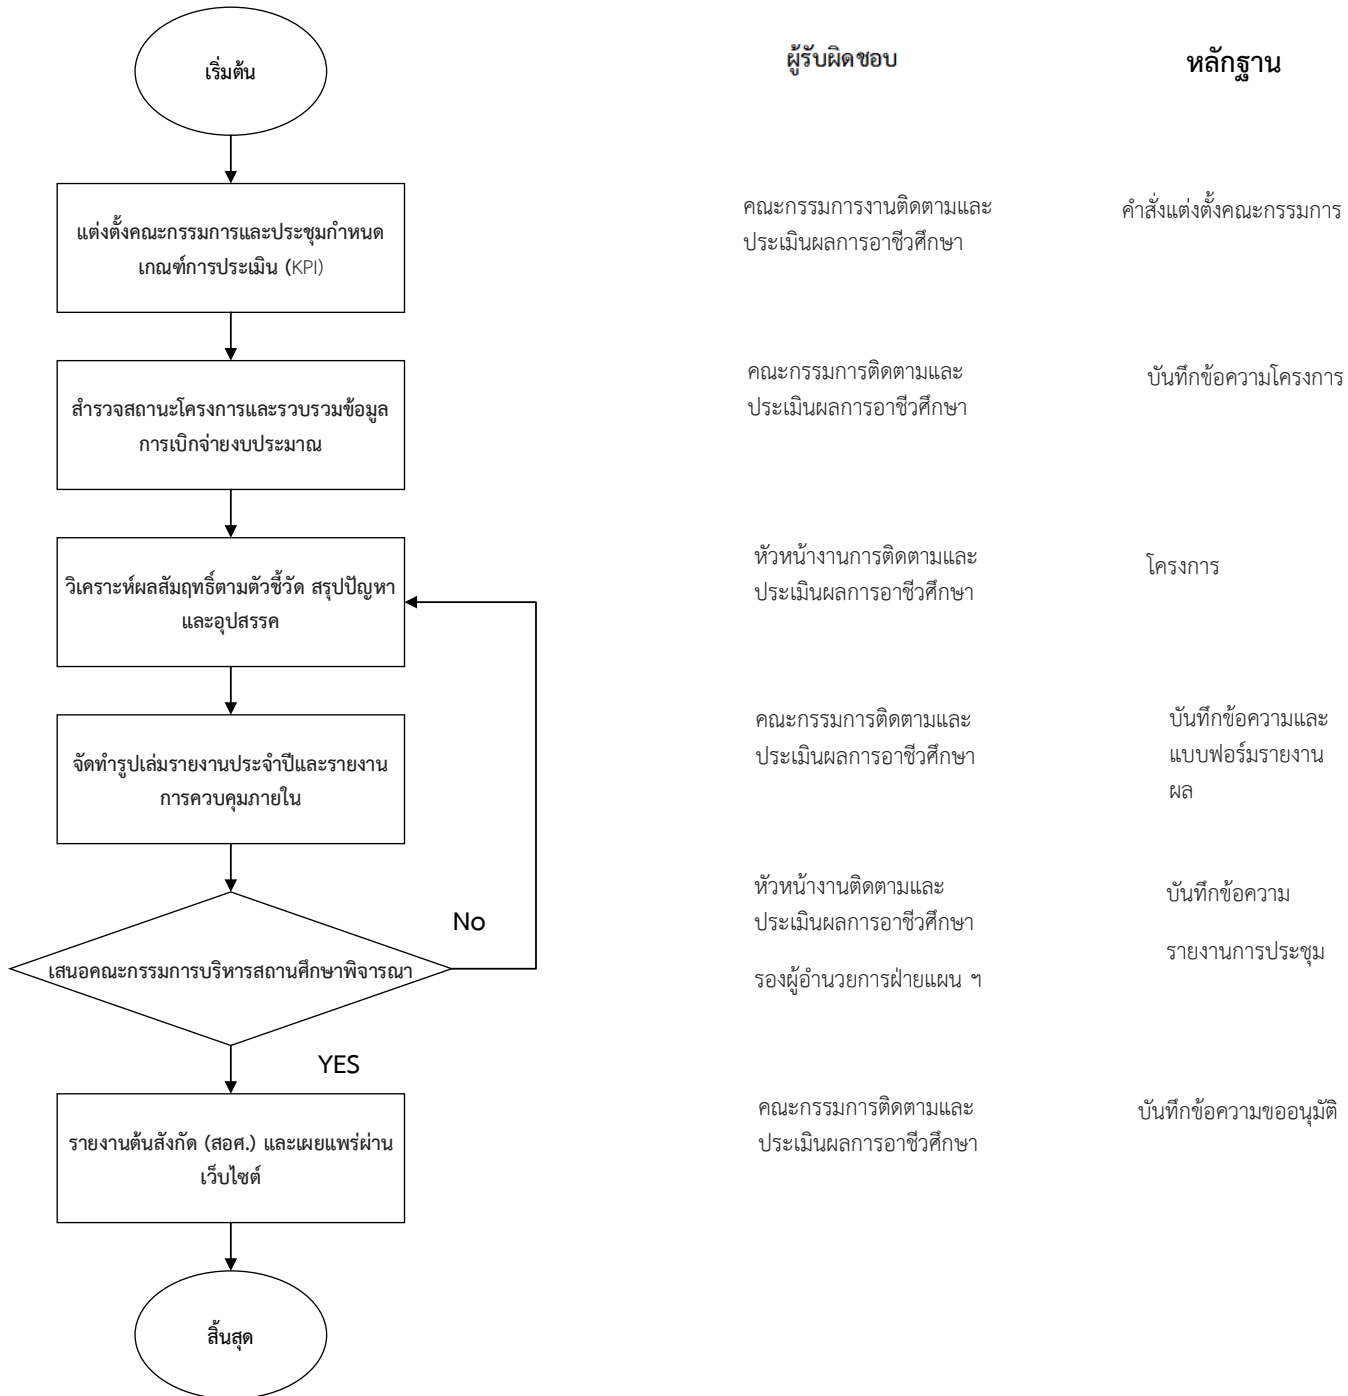 เริ่มต้น
ผู้รับผิดชอบ
หลักฐาน
แต่งตั้งคณะกรรมการและประชุมกำหนด
เกณฑ์การประเมิน (KPI)
คณะกรรมการงานติดตามและ
ประเมินผลการอาชีวศึกษา
คำสั่งแต่งตั้งคณะกรรมการ
สำรวจสถานะโครงการและรวบรวมข้อมูล
การเบิกจ่ายงบประมาณ
คณะกรรมการติดตามและ
ประเมินผลการอาชีวศึกษา
บันทึกข้อความโครงการ
วิเคราะห์ผลสัมฤทธิ์ตามตัวชี้วัด สรุปปัญหา
และอุปสรรค
หัวหน้างานการติดตามและ
ประเมินผลการอาชีวศึกษา
โครงการ
จัดทำรูปเล่มรายงานประจำปีและรายงาน
การควบคุมภายใน
คณะกรรมการติดตามและ
ประเมินผลการอาชีวศึกษา
บันทึกข้อความและ
แบบฟอร์มรายงาน
ผล
เสนอคณะกรรมการบริหารสถานศึกษาพิจารณา
No
หัวหน้างานติดตามและ
ประเมินผลการอาชีวศึกษา
รองผู้อำนวยการฝ่ายแผน ฯ
บันทึกข้อความ
รายงานการประชุม
YES
รายงานต้นสังกัด (สอศ.) และเผยแพร่ผ่าน
เว็บไซต์
คณะกรรมการติดตามและ
ประเมินผลการอาชีวศึกษา
บันทึกข้อความขออนุมัติ
สิ้นสุด